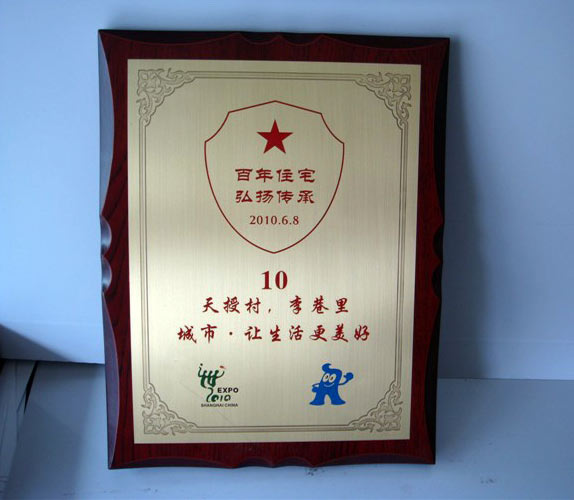 百年住宅
弘扬传承
2010.6.8
10
天授村，李巷里
城市·让生活更美好
EXPO
2010
SHANGHAI CHINA